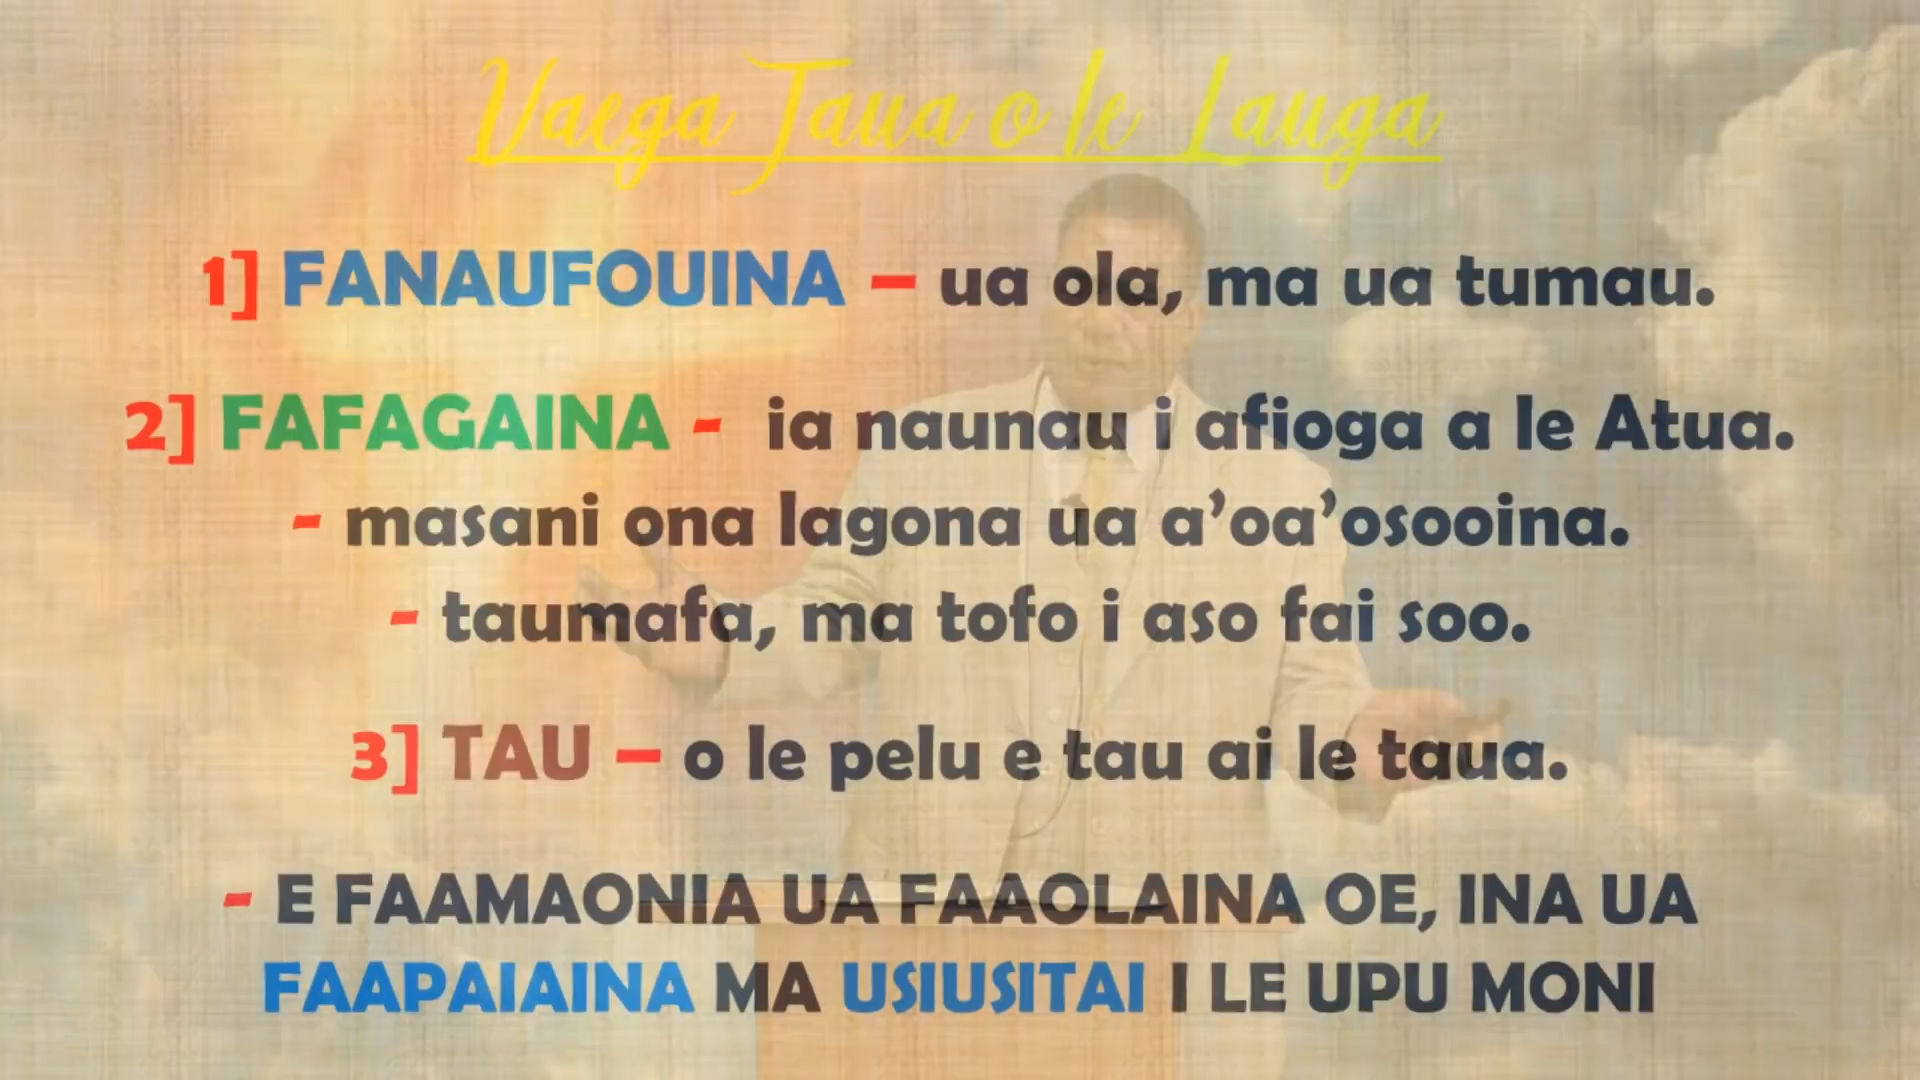 Vaega Taua o le Lauga
1] FANAUFOUINA – ua ola, ma ua tumau.
2] FAFAGAINA - ia naunau i afioga a le Atua.
- masani ona lagona ua a’oa’osooina.
- taumafa, ma tofo i aso fai soo.
3] TAU – o le pelu e tau ai le taua.
- E FAAMAONIA UA FAAOLAINA OE, INA UA
FAAPAIAINA MA USIUSITAI I LE UPU MONI